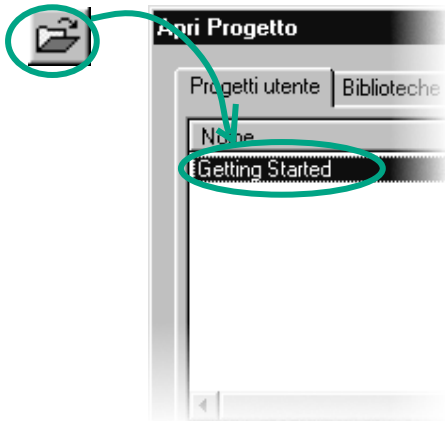 Apri Progetto
Progetti utente Biblioteche
Nome
Getting Started